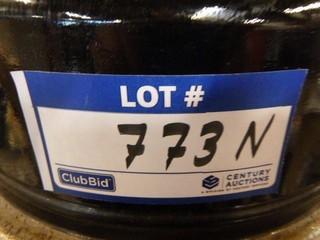 LOT #
773 N
ClubBid
CENTURY
AUCTIONS